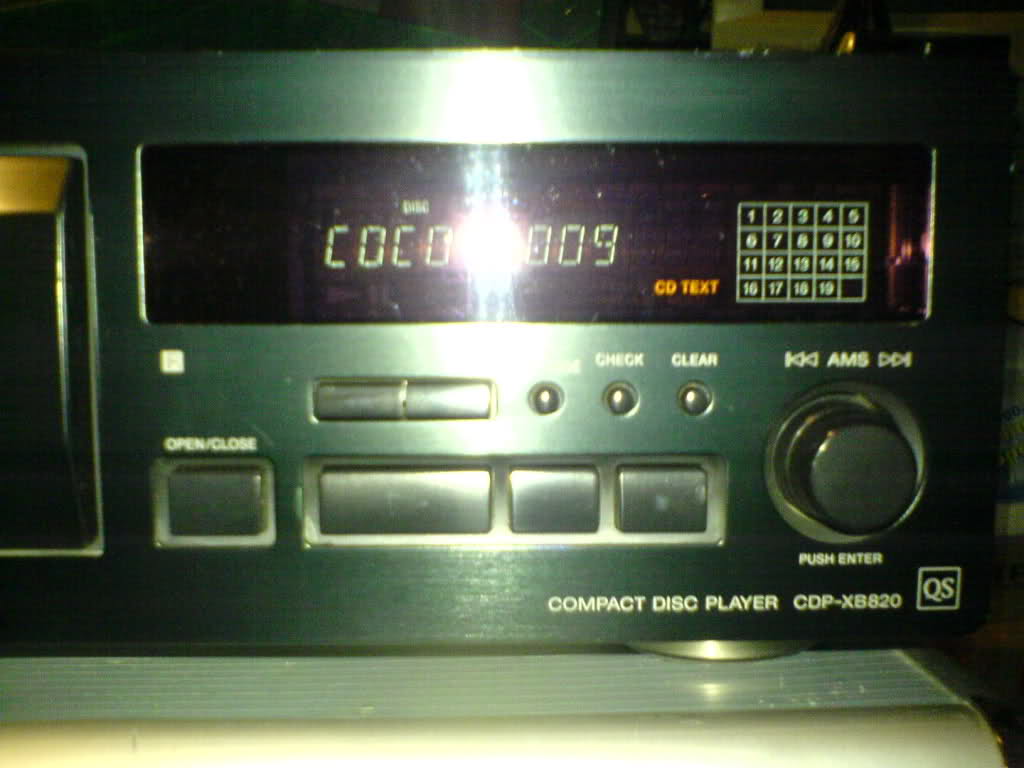 DISC
COCO 009
CD TEXT
1 2 3 4 5
6 7 8 9 10
11 12 13 14 15
16 17 18 19
CHECK CLEAR AMS
OPEN/CLOSE
PUSH ENTER
COMPACT DISC PLAYER CDP-XB820 QS